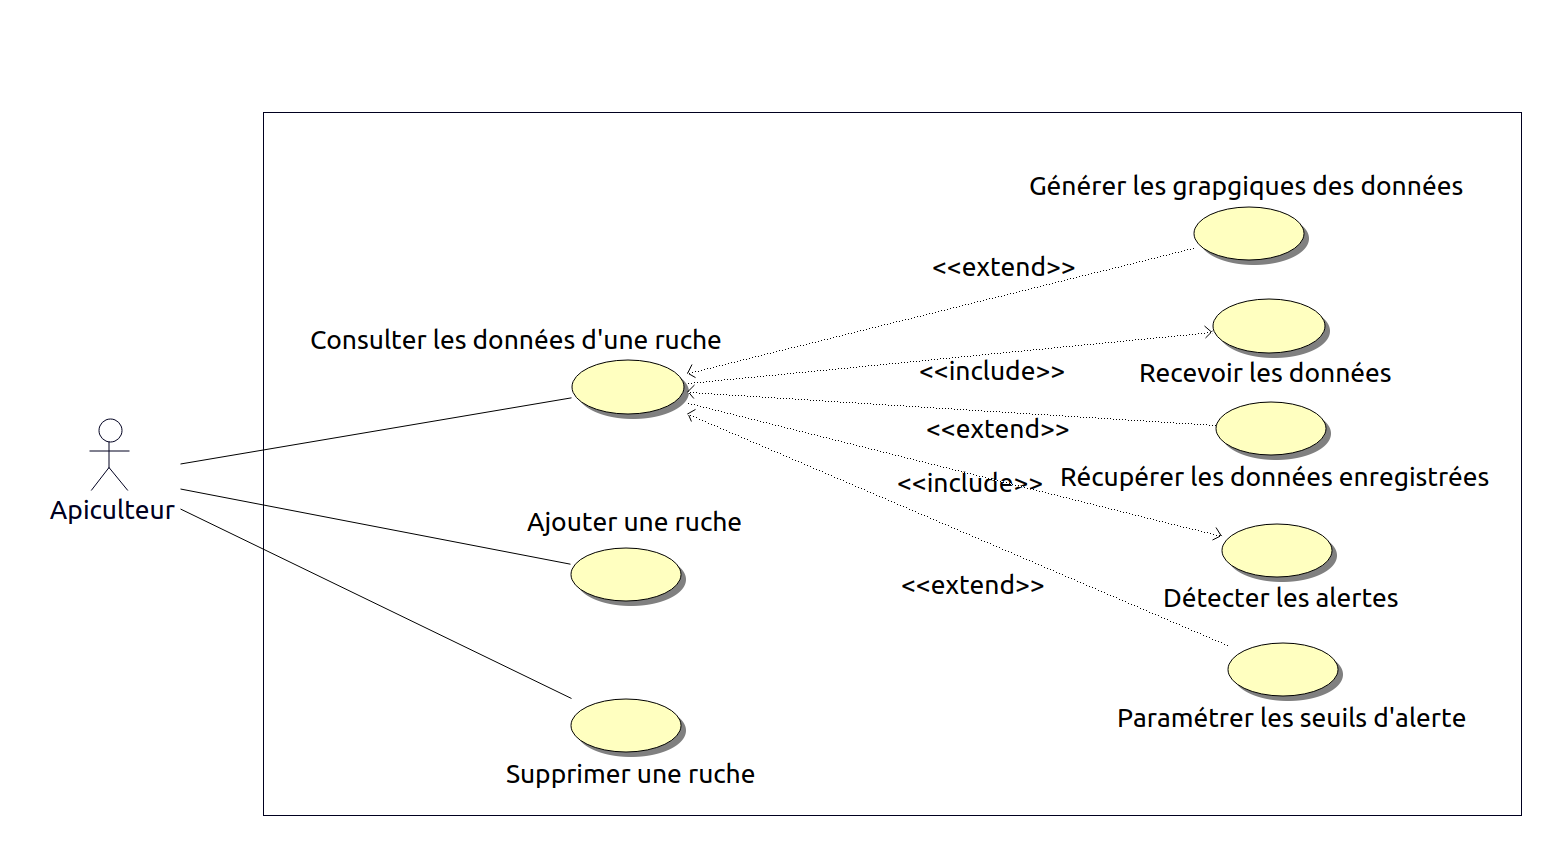 Générer les grapgiques des données
<<extend>>
Consulter les données d'une ruche
<<include>>
Recevoir les données
<<extend>>
Récupérer les données enregistrées
<<include>>
Apiculteur
Ajouter une ruche
<<extend>>
Détecter les alertes
Paramétrer les seuils d'alerte
Supprimer une ruche